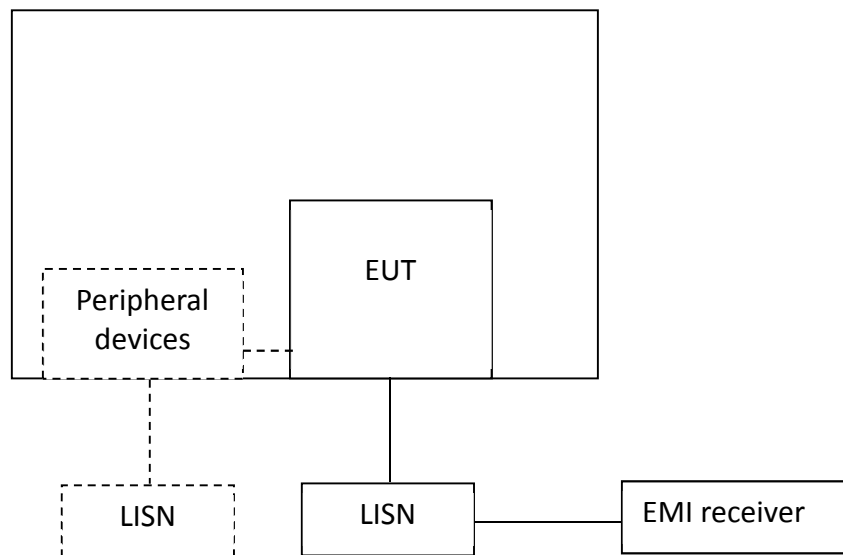 EUT
Peripheral
devices
LISN
LISN
EMI receiver